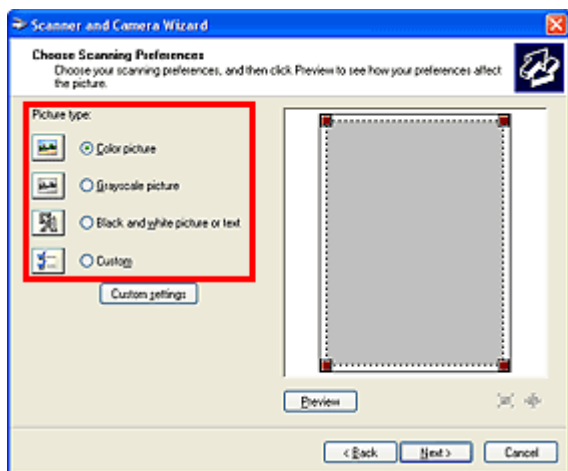 Scanner and Camera Wizard
Choose Scanning Preferences
Choose your scanning preferences, and then click Preview to see how your preferences affect
the picture.
Picture type:
Color picture
Grayscale picture
Black and white picture or text
Custom
Custom settings
Preview
< Back
Next >
Cancel